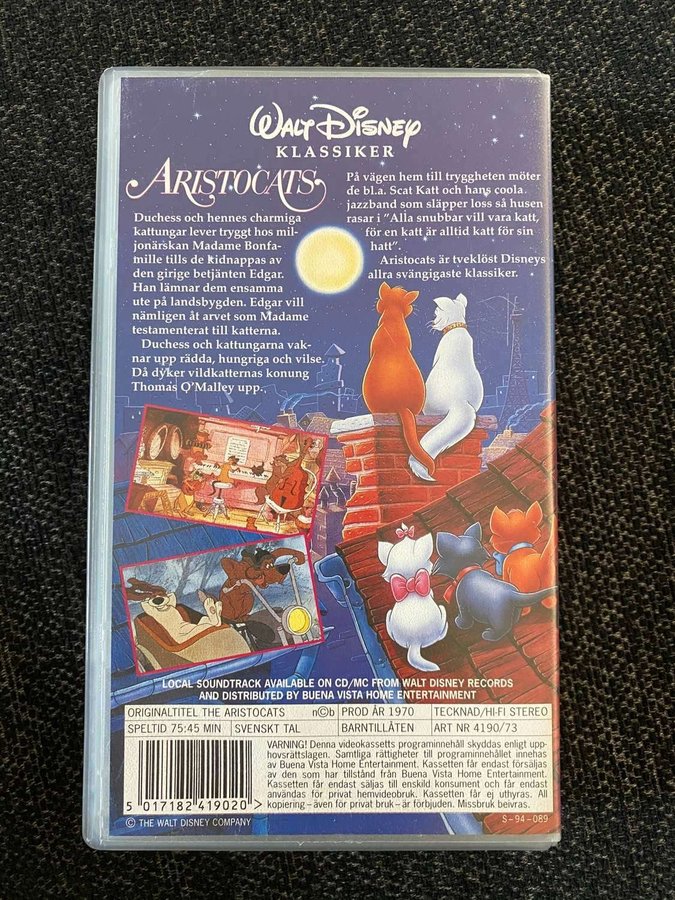 WALT DISNEY
KLASSIKER
ARISTOCATS
Duchess och hennes charmiga
kattungar lever tryggt hos mil-
jonärskan Madame Bonfa-
mille tills de kidnappas av
den girige betjänten Edgar.
Han lämnar dem ensamma
ute på landsbygden. Edgar vill
nämligen åt arvet som Madame
testamenterat till katterna.
Duchess och kattungarna vak-
nar upp rädda, hungriga och vilse.
Då dyker vildkatternas konung
Thomas O'Malley upp.
På vägen hem till tryggheten möter
de bl.a. Scat Katt och hans coola
jazzband som släpper loss så husen
rasar i "Alla snubbar vill vara katt,
för en katt är alltid katt för sin
hatt".
Aristocats är tveklöst Disneys
allra svängigaste klassiker.
LOCAL SOUNDTRACK AVAILABLE ON CD/MC FROM WALT DISNEY RECORDS
AND DISTRIBUTED BY BUENA VISTA HOME ENTERTAINMENT
ORIGINALTITEL THE ARISTOCATS n©b PROD ÅR 1970 TECKNAD/HI-FI STEREO
SPELTID 75:45 MIN SVENSKT TAL BARNTILLÅTEN ART NR 4190/73
VARNING! Denna videokassetts programinnehåll skyddas enligt upp-
hovsrättslagen. Samtliga rättigheter till programinnehållet innehas
av Buena Vista Home Entertainment. Kassetten får endast försäljas
av den som har tillstånd från Buena Vista Home Entertainment.
Kassetten får endast säljas till enskild konsument och får endast
användas för privat hemvideobruk. Kassetten får ej uthyras. All
kopiering – även för privat bruk – är förbjuden. Missbruk beivras.
5 017182 419020 >
© THE WALT DISNEY COMPANY
S-94-089